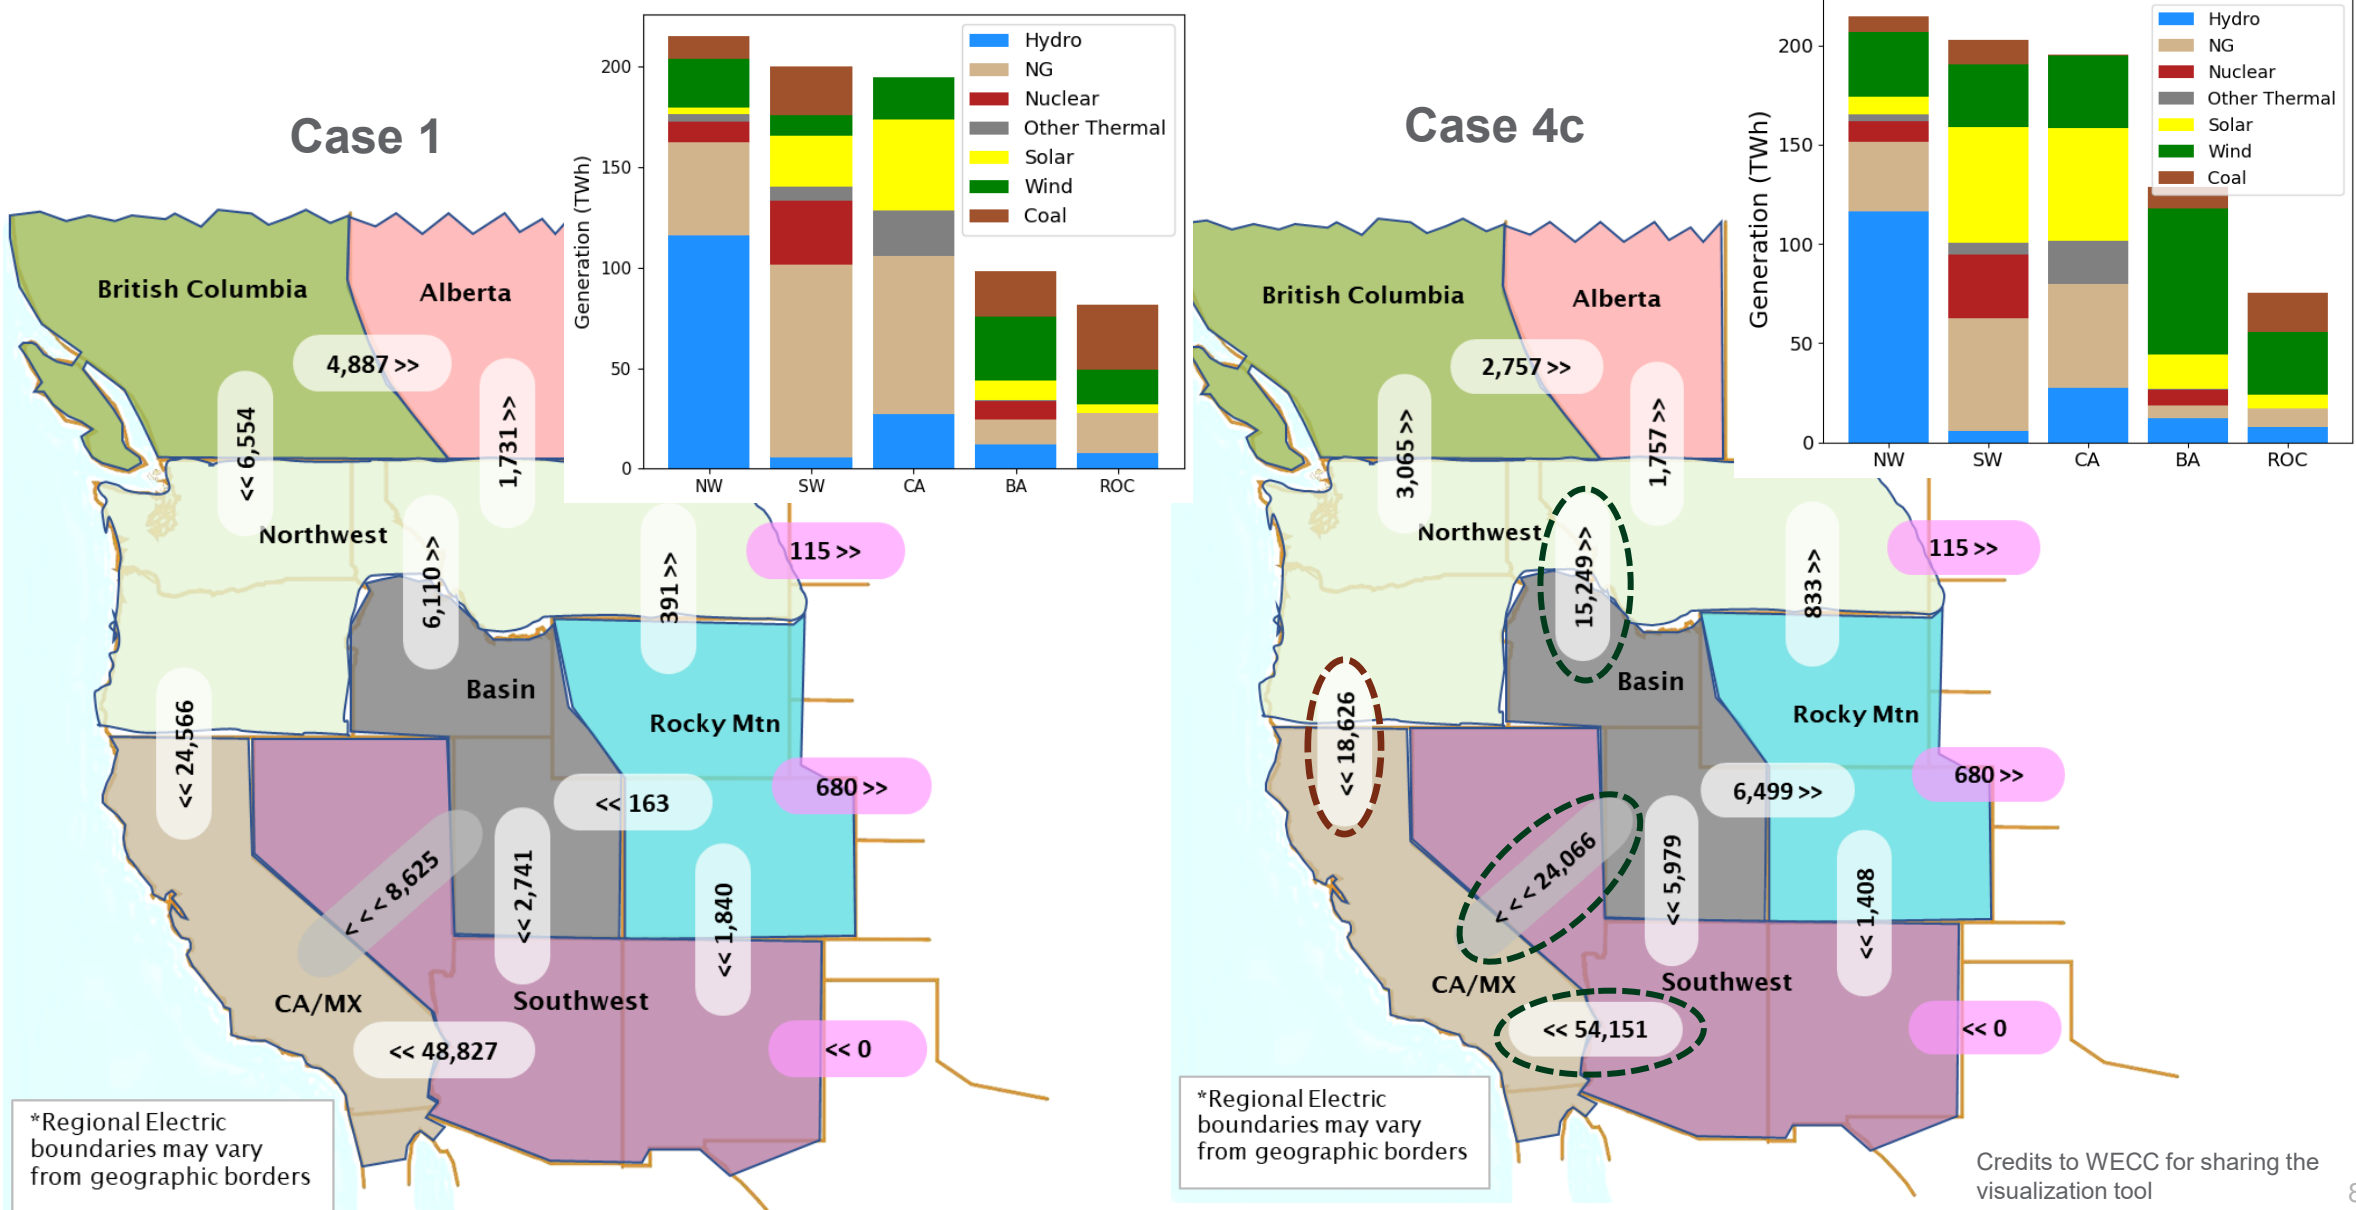 Case 1
British Columbia
Alberta
4,887 >>
<< 6,554
1,731 >>
Northwest
6,110 >>
391 >>
115 >>
<< 24,566
Basin
Rocky Mtn
<< 163
680 >>
< < < 8,625
<< 2,741
<< 1,840
CA/MX
Southwest
<< 48,827
<< 0
*Regional Electric
boundaries may vary
from geographic borders
Generation (TWh)
200
150
100
50
0
NW
SW
CA
BA
ROC
Hydro
NG
Nuclear
Other Thermal
Solar
Wind
Coal
Case 4c
British Columbia
Alberta
2,757 >>
3,065 >>
1,757 >>
Northwest
15,249 >>
833 >>
115 >>
<< 18,626
Basin
Rocky Mtn
6,499 >>
680 >>
< < < 24,066
<< 5,979
<< 1,408
CA/MX
Southwest
<< 54,151
<< 0
*Regional Electric
boundaries may vary
from geographic borders
Generation (TWh)
200
150
100
50
0
NW
SW
CA
BA
ROC
Hydro
NG
Nuclear
Other Thermal
Solar
Wind
Coal
Credits to WECC for sharing the
visualization tool
8